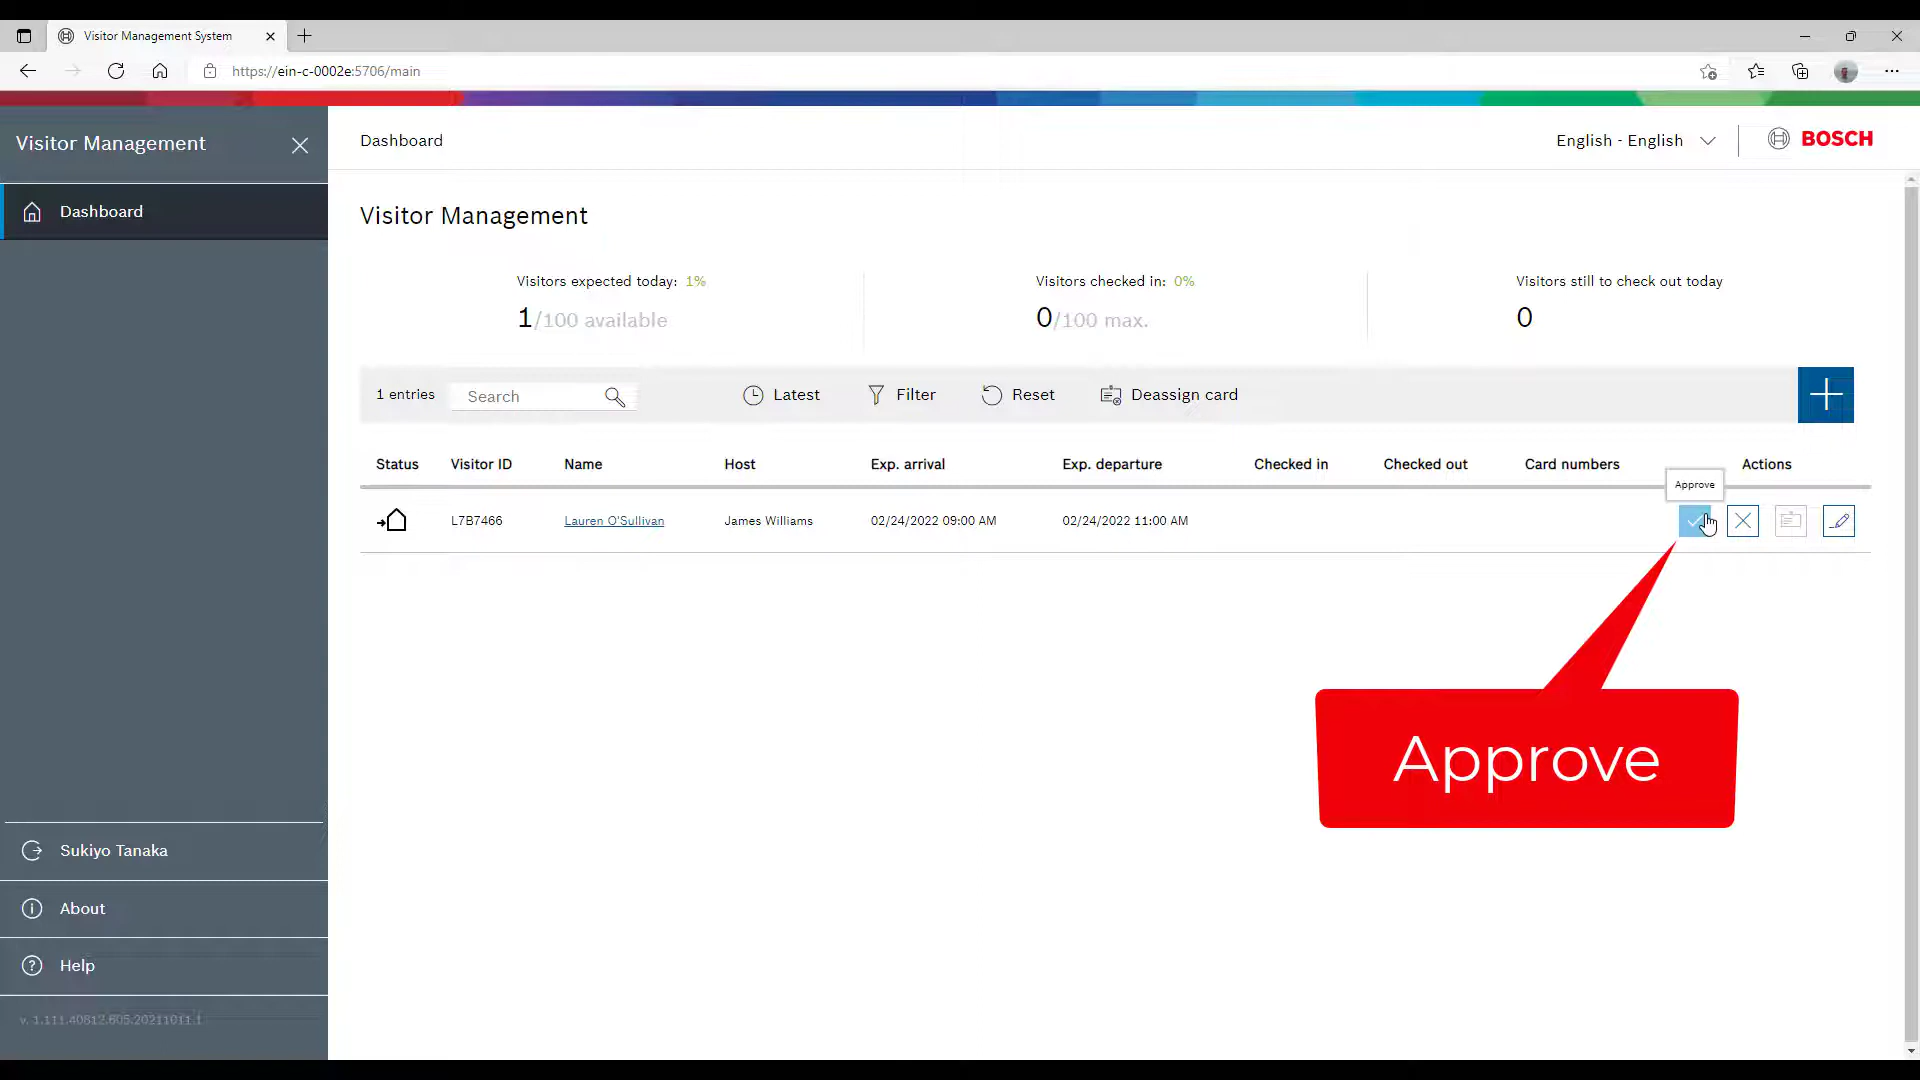 Visitor Management System
https://ein-c-0002e:5706/main
Visitor Management
Dashboard
English - English
BOSCH
Dashboard
Visitor Management
Visitors expected today: 1%
1/100 available
Visitors checked in: 0%
0/100 max.
Visitors still to check out today
0
1 entries
Search
Latest
Filter
Reset
Deassign card
Status Visitor ID Name Host Exp. arrival Exp. departure Checked in Checked out Card numbers Actions
Approve
L7B7466 Lauren O'Sullivan James Williams 02/24/2022 09:00 AM 02/24/2022 11:00 AM
Approve
Sukiyo Tanaka
About
Help
v. 1.111.40812.605.20211011.1